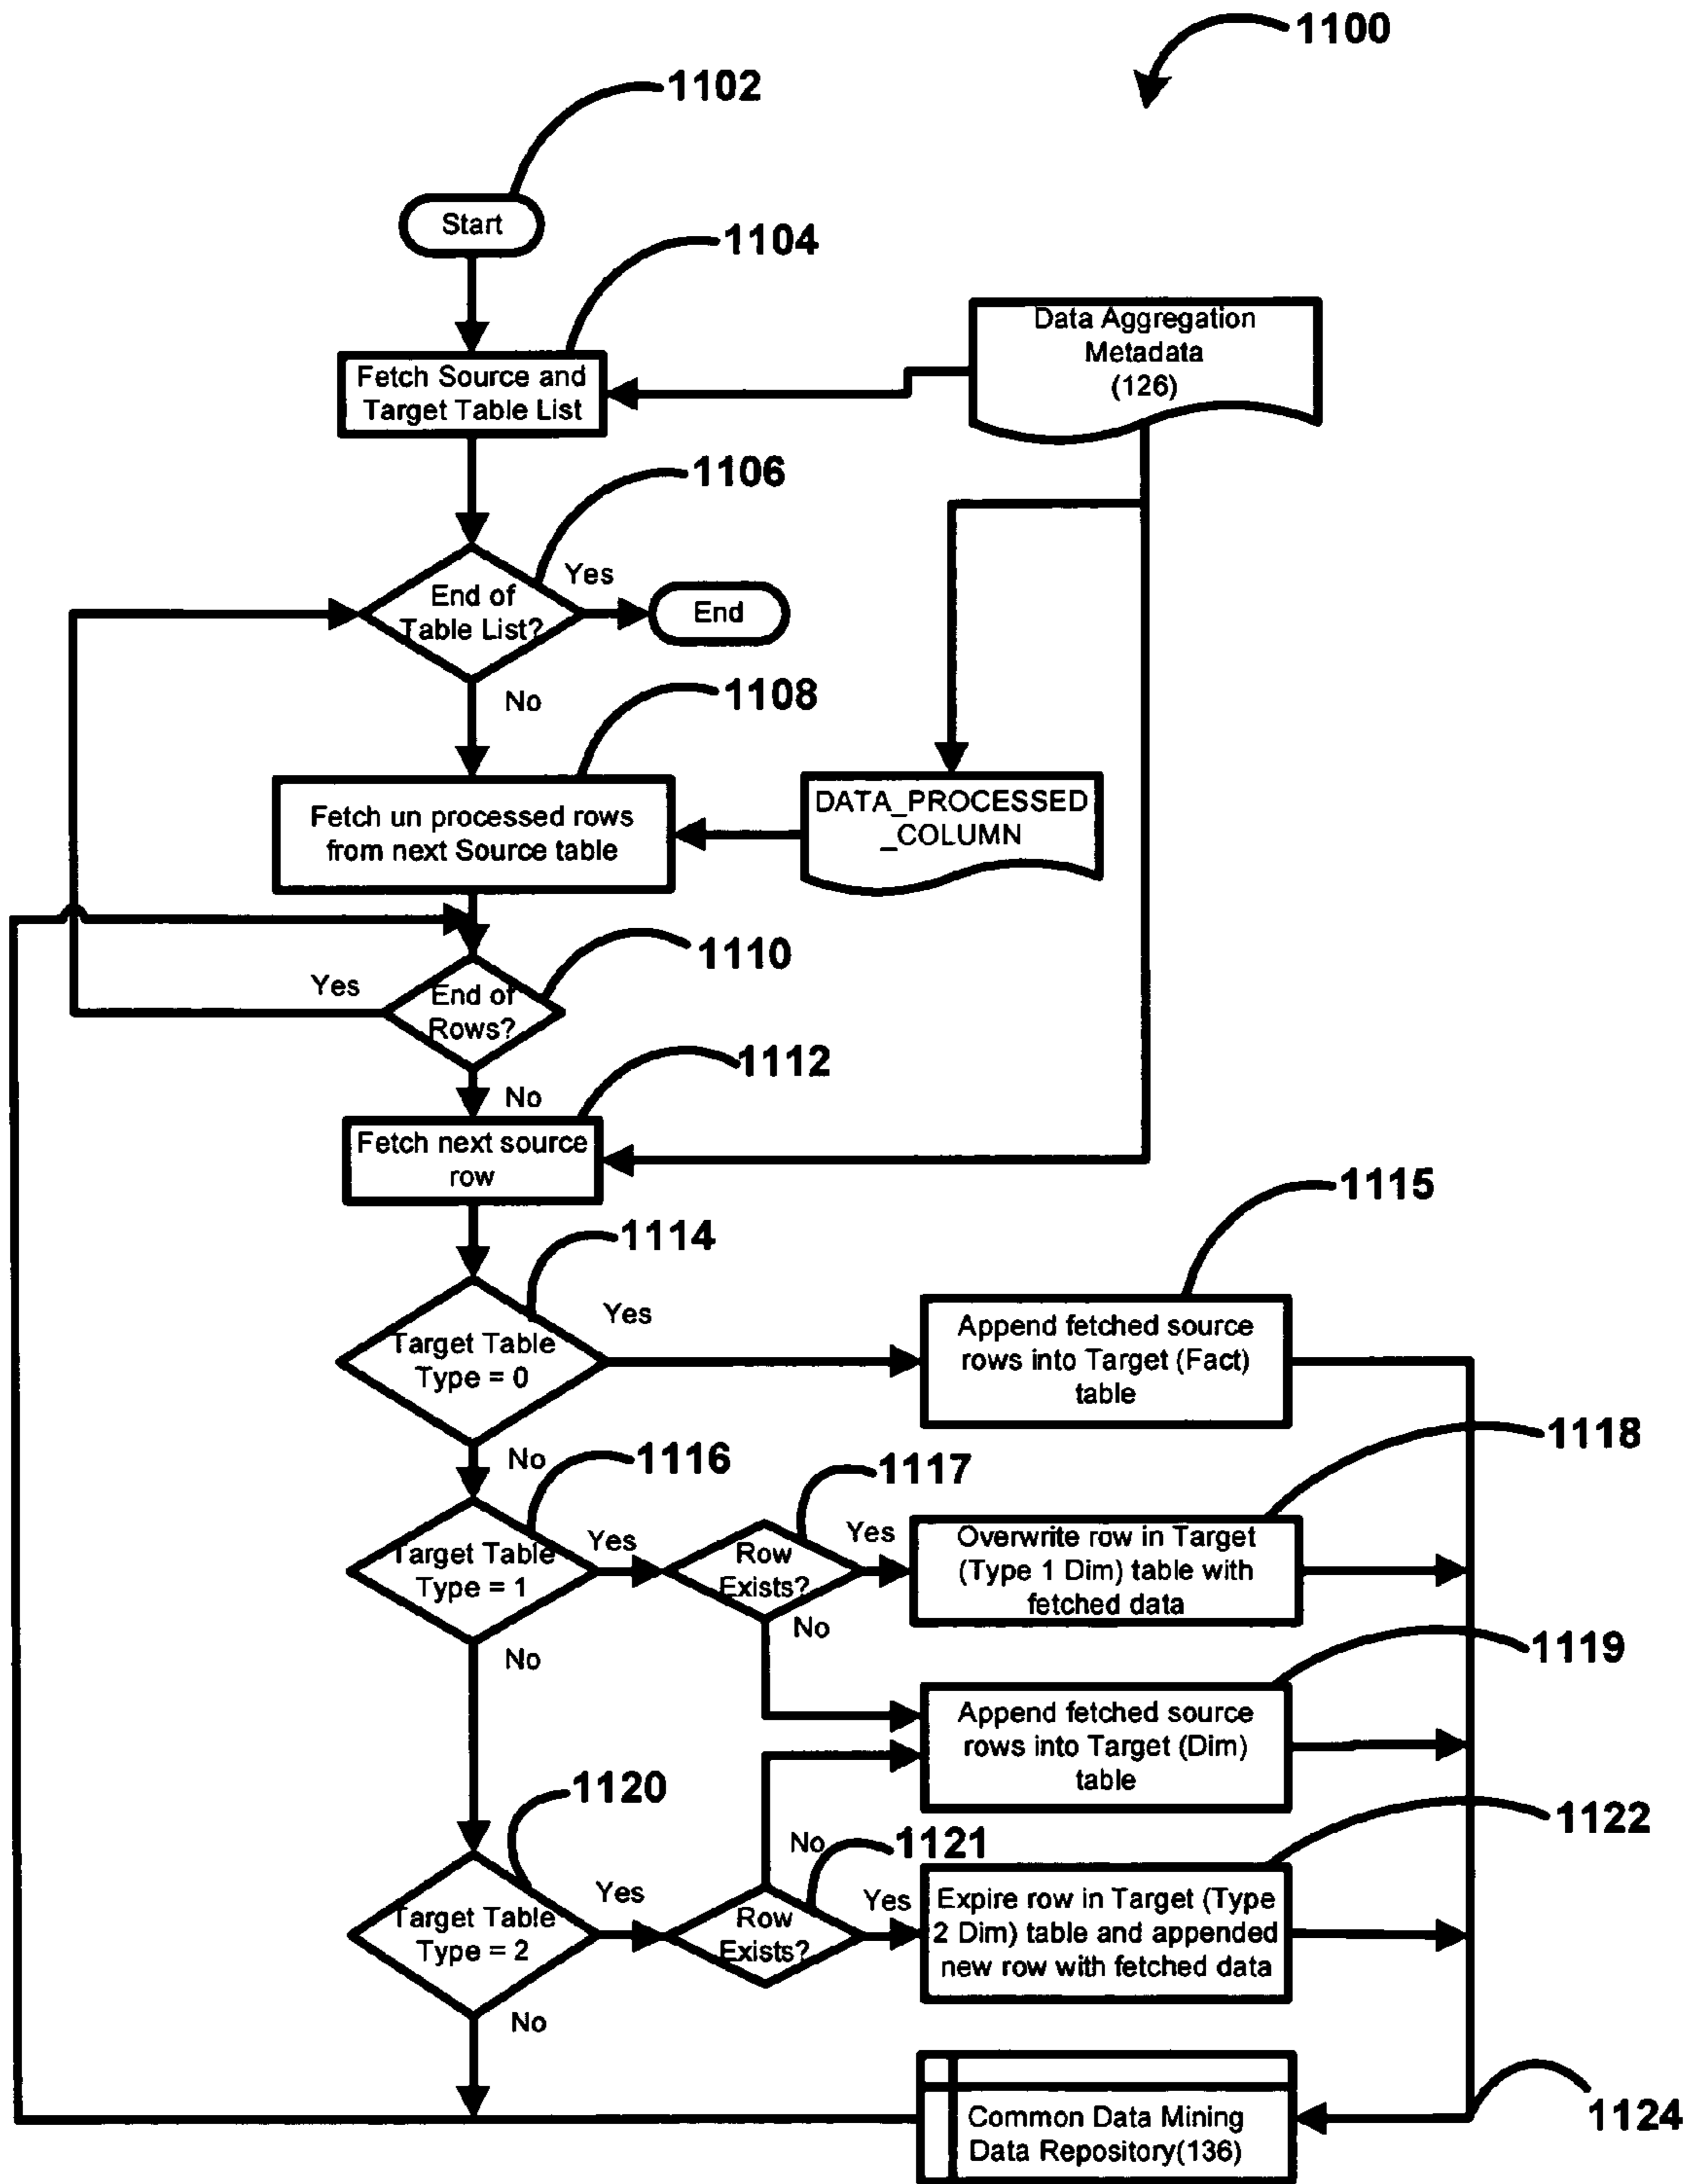 1100
1102
Start
1104
Data Aggregation
Metadata
(126)
Fetch Source and
Target Table List
1106
Yes
End of
Table List?
End
No
1108
Fetch un processed rows
from next Source table
DATA_PROCESSED
_COLUMN
1110
Yes
End of
Rows?
1112
No
Fetch next source
row
1115
1114
Yes
Target Table
Type = 0
Append fetched source
rows into Target (Fact)
table
1118
No
1116
1117
Yes
Target Table
Type = 1
Row
Exists?
Yes
Overwrite row in Target
(Type 1 Dim) table with
fetched data
No
No
1119
Append fetched source
rows into Target (Dim)
table
1120
1122
No
1121
Yes
Target Table
Type = 2
Row
Exists?
Yes
Expire row in Target (Type
2 Dim) table and appended
new row with fetched data
No
1124
Common Data Mining
Data Repository(136)